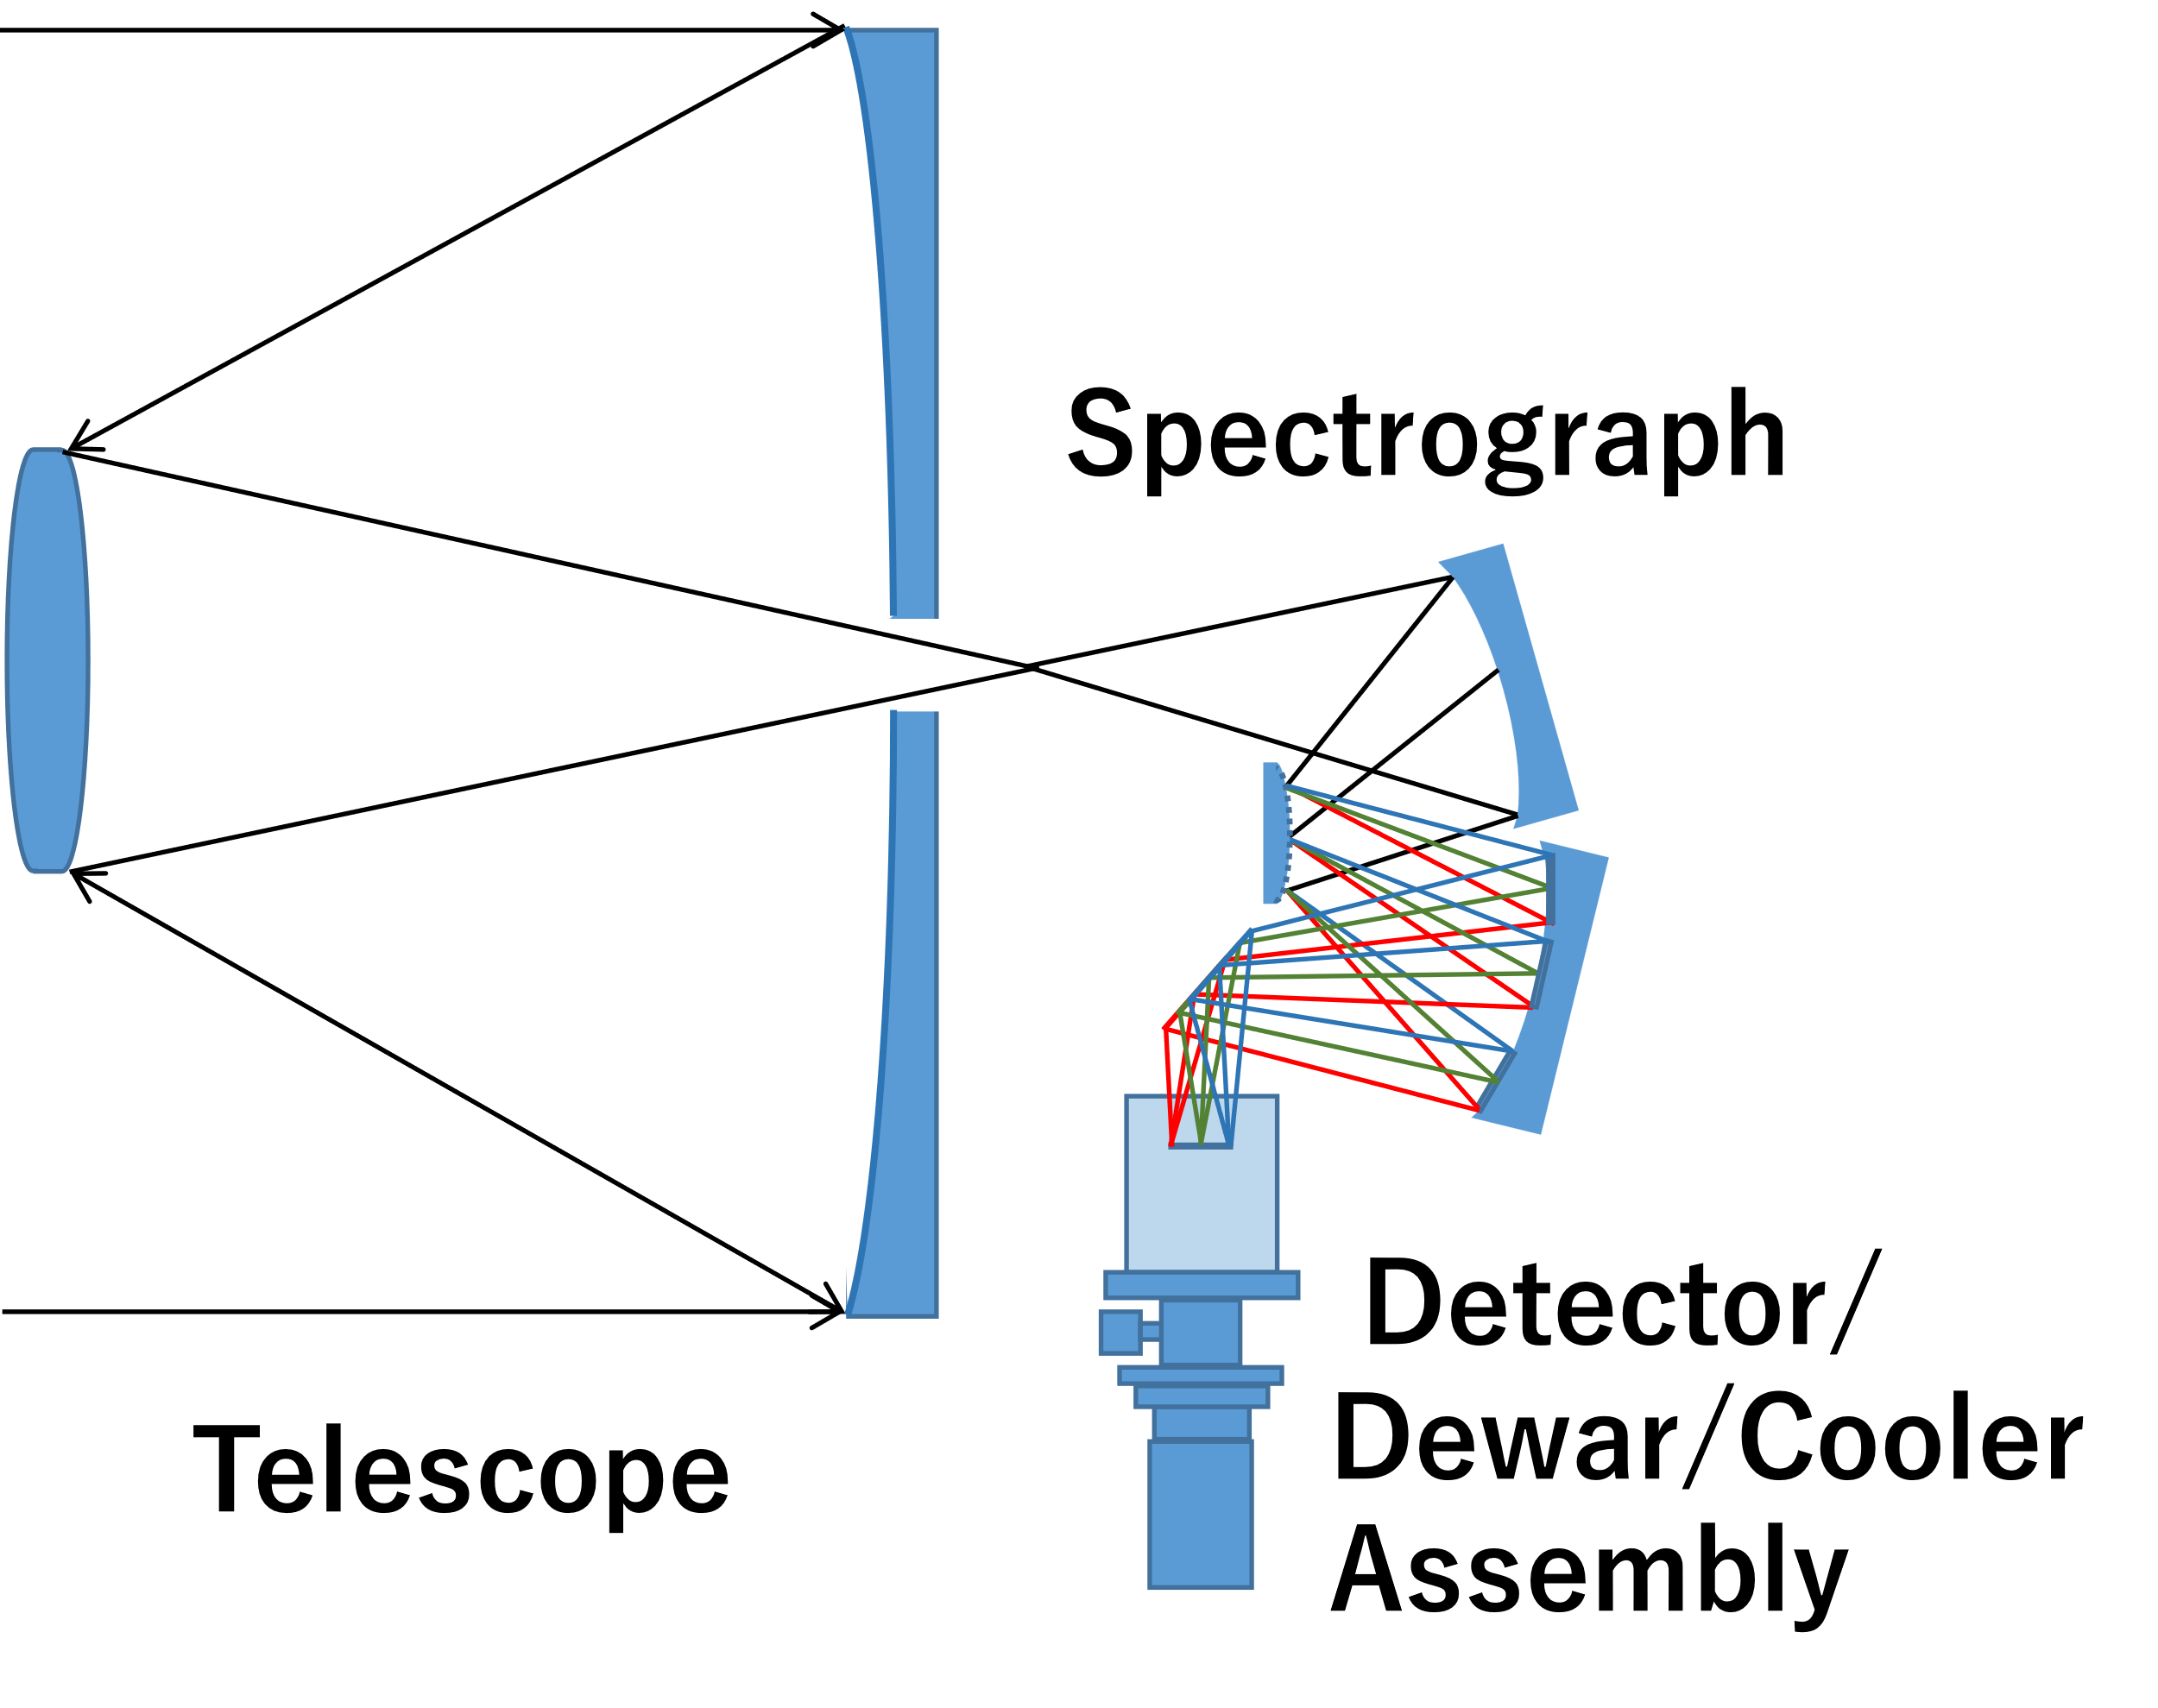 Spectrograph
Detector/
Dewar/Cooler
Assembly
Telescope